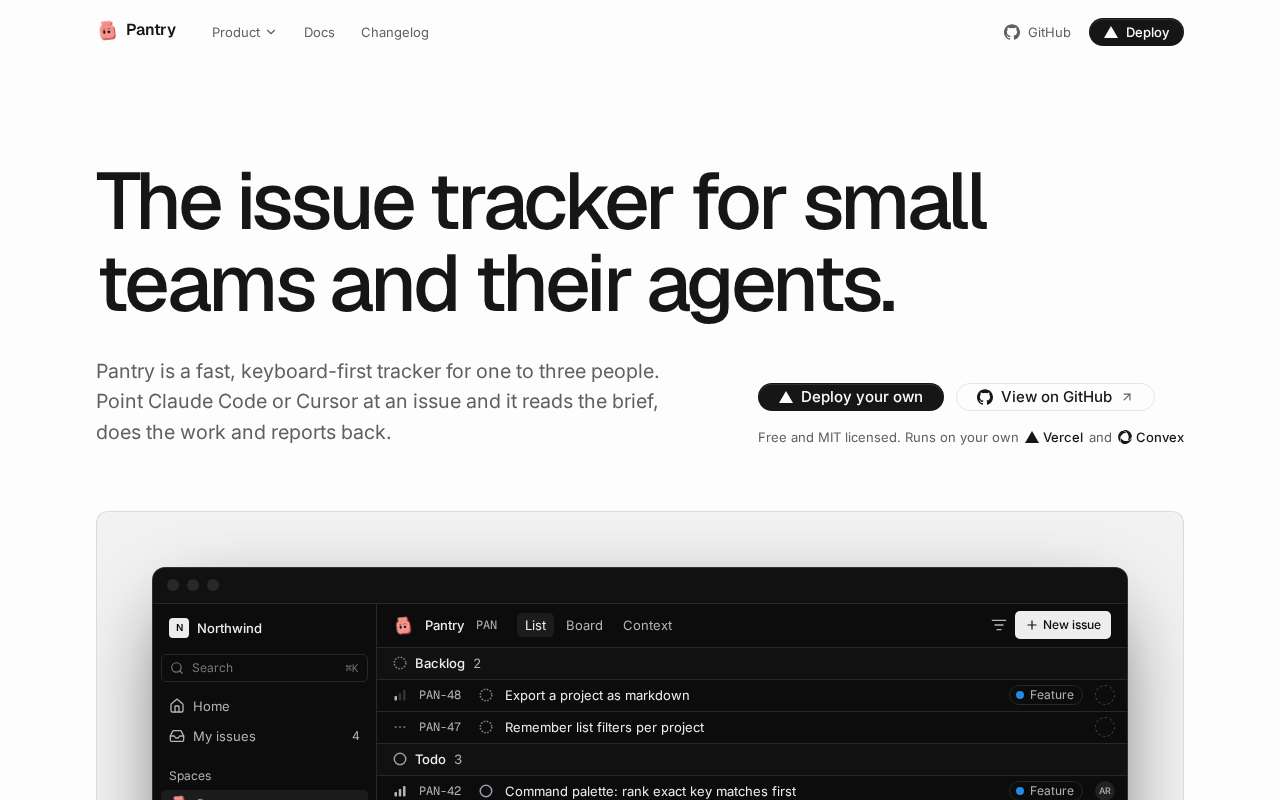 Pantry Product Docs Changelog GitHub Deploy
The issue tracker for small
teams and their agents.
Pantry is a fast, keyboard-first tracker for one to three people.
Point Claude Code or Cursor at an issue and it reads the brief,
does the work and reports back.
Deploy your own View on GitHub
Free and MIT licensed. Runs on your own Vercel and Convex
N Northwind
Search ⌘K
Home
My issues 4
Spaces
Pantry PAN List Board Context New issue
Backlog 2
PAN-48 Export a project as markdown Feature
PAN-47 Remember list filters per project
Todo 3
PAN-42 Command palette: rank exact key matches first Feature AR